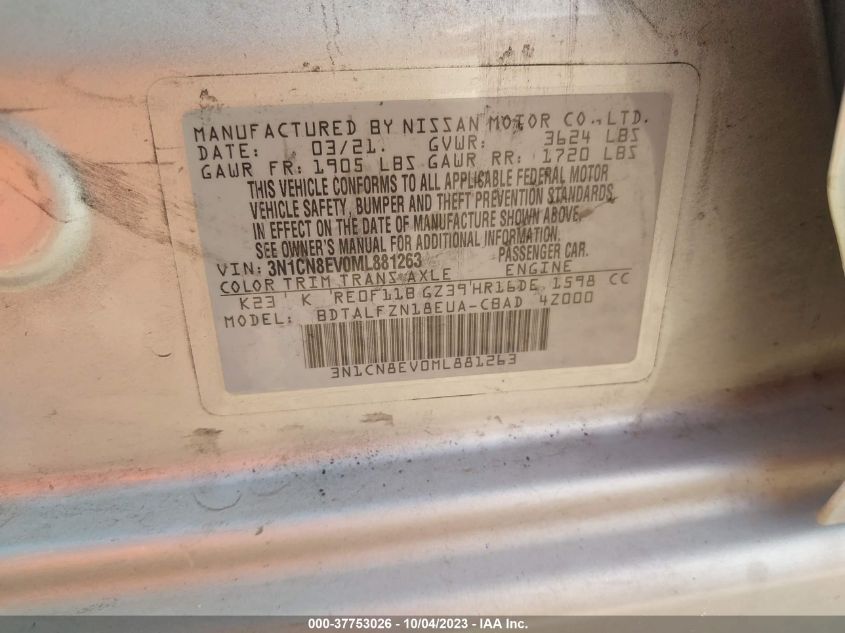 MANUFACTURED BY NISSAN MOTOR CO., LTD.
DATE: 03/21. GVWR: 3624 LBS
GAWR FR: 1905 LBS GAWR RR: 1720 LBS
THIS VEHICLE CONFORMS TO ALL APPLICABLE FEDERAL MOTOR
VEHICLE SAFETY, BUMPER AND THEFT PREVENTION STANDARDS
IN EFFECT ON THE DATE OF MANUFACTURE SHOWN ABOVE.
SEE OWNER'S MANUAL FOR ADDITIONAL INFORMATION.
VIN: 3N1CN8EV0ML881263 PASSENGER CAR.
COLOR TRIM TRANS AXLE ENGINE
K23 K RE0F11B GZ39 HR16DE 1598 CC
MODEL: BDTALFZN18EUA-CBAD 4Z000
3N1CN8EV0ML881263
000-37753026 - 10/04/2023 - IAA Inc.